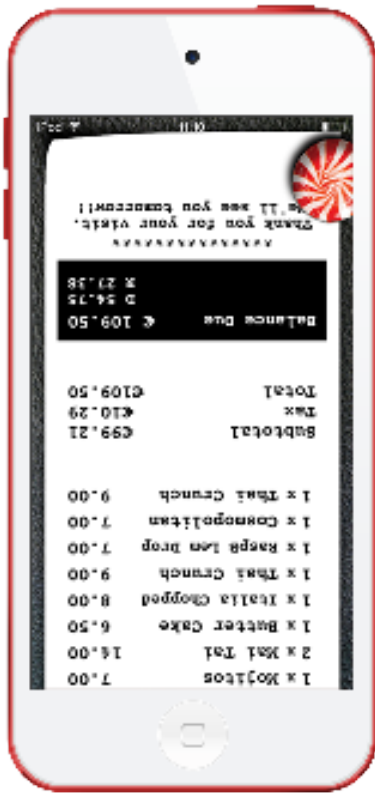 1 x Mojitos 7.00
2 x Mai Tai 14.00
1 x Butter Cake 6.50
1 x Italia Chopped 8.00
1 x Thai Crunch 9.00
1 x RaspB Lem Drop 7.00
1 x Cosmopolitan 7.00
1 x Thai Crunch 9.00
Subtotal €99.21
Tax €10.29
Total €109.50
Balance Due € 109.50
54.75
27.38
Thank you for your visit.
We'll see you tomorrow!!